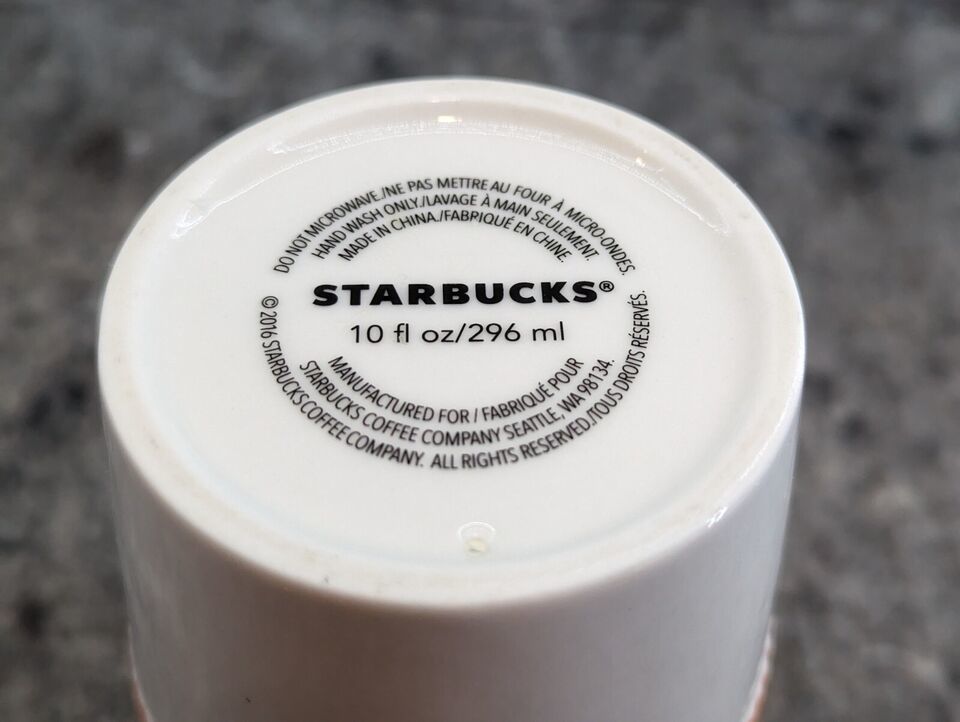 DO NOT MICROWAVE./NE PAS METTRE AU FOUR À MICRO-ONDES.
HAND WASH ONLY./LAVAGE À MAIN SEULEMENT.
MADE IN CHINA./FABRIQUÉ EN CHINE.
STARBUCKS®
10 fl oz/296 ml
MANUFACTURED FOR / FABRIQUÉ POUR
STARBUCKS COFFEE COMPANY SEATTLE, WA 98134.
© 2016 STARBUCKS COFFEE COMPANY. ALL RIGHTS RESERVED./TOUS DROITS RÉSERVÉS.